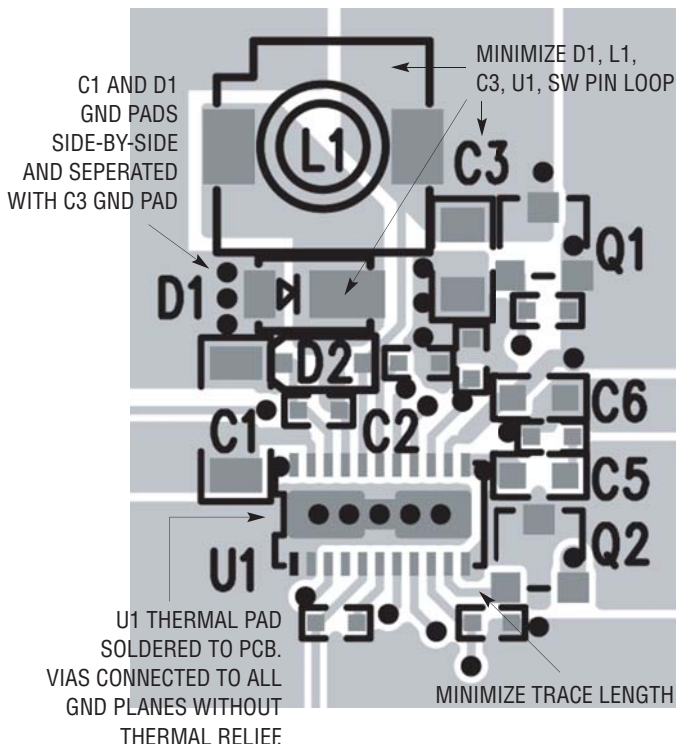 MINIMIZE D1, L1,
C3, U1, SW PIN LOOP
C1 AND D1
GND PADS
SIDE-BY-SIDE
AND SEPERATED
WITH C3 GND PAD
L1
C3
Q1
D1
D2
C6
C1
C2
C5
Q2
U1
U1 THERMAL PAD
SOLDERED TO PCB.
VIAS CONNECTED TO ALL
GND PLANES WITHOUT
THERMAL RELIEF.
MINIMIZE TRACE LENGTH